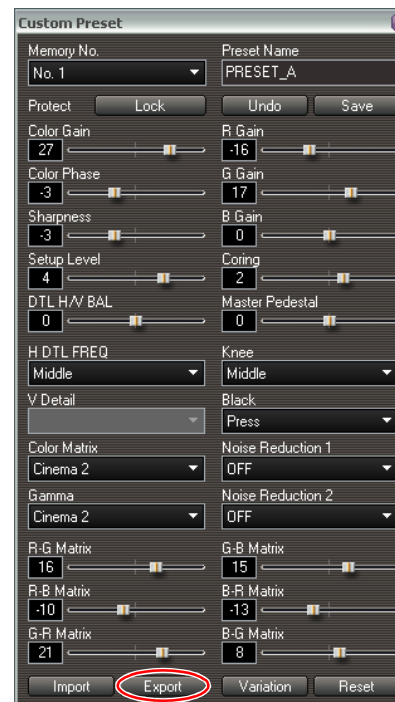 Custom Preset
Memory No. Preset Name
No. 1 PRESET_A
Protect Lock Undo Save
Color Gain R Gain
27 -16
Color Phase G Gain
-3 17
Sharpness B Gain
-3 0
Setup Level Coring
4 2
DTL H/V BAL Master Pedestal
0 0
H DTL FREQ Knee
Middle Middle
V Detail Black
Press
Color Matrix Noise Reduction 1
Cinema 2 OFF
Gamma Noise Reduction 2
Cinema 2 OFF
R-G Matrix G-B Matrix
16 15
R-B Matrix B-R Matrix
-10 -13
G-R Matrix B-G Matrix
21 8
Import Export Variation Reset